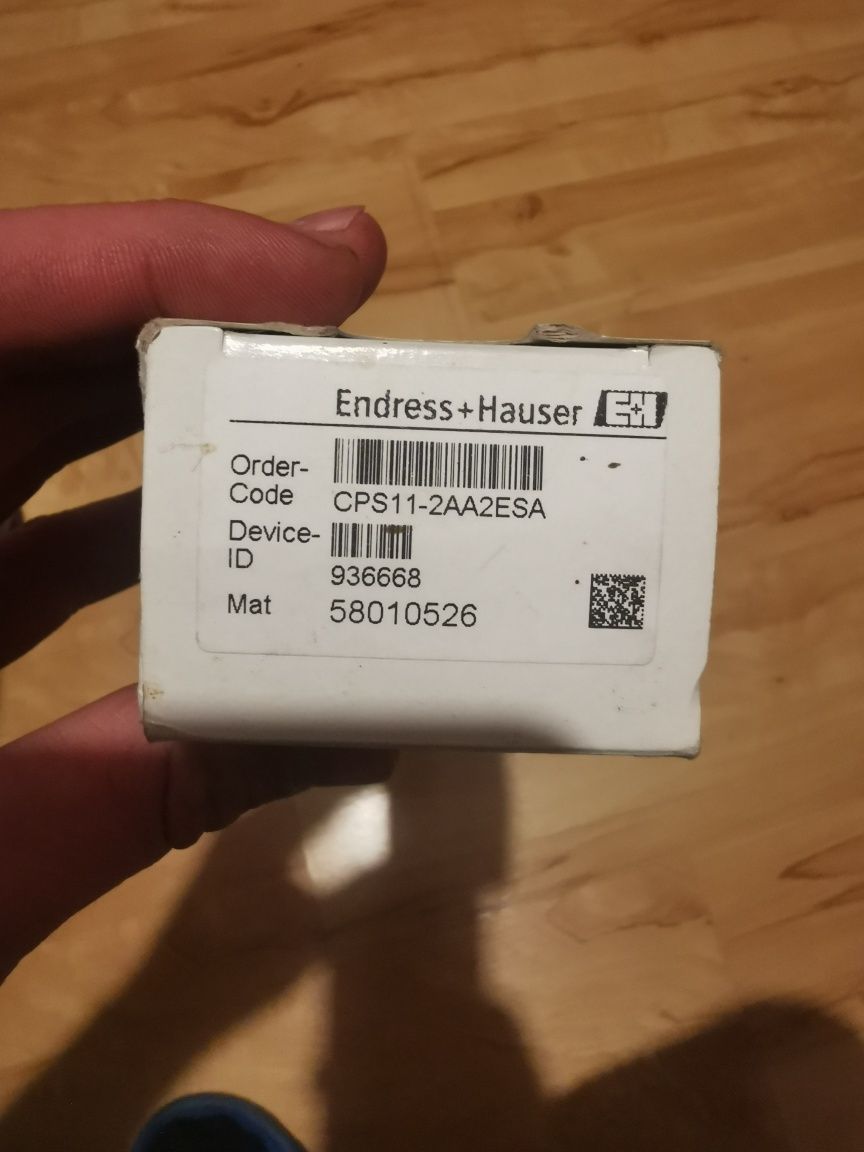 Endress+Hauser E+H
Order-
Code CPS11-2AA2ESA
Device-
ID 936668
Mat 58010526